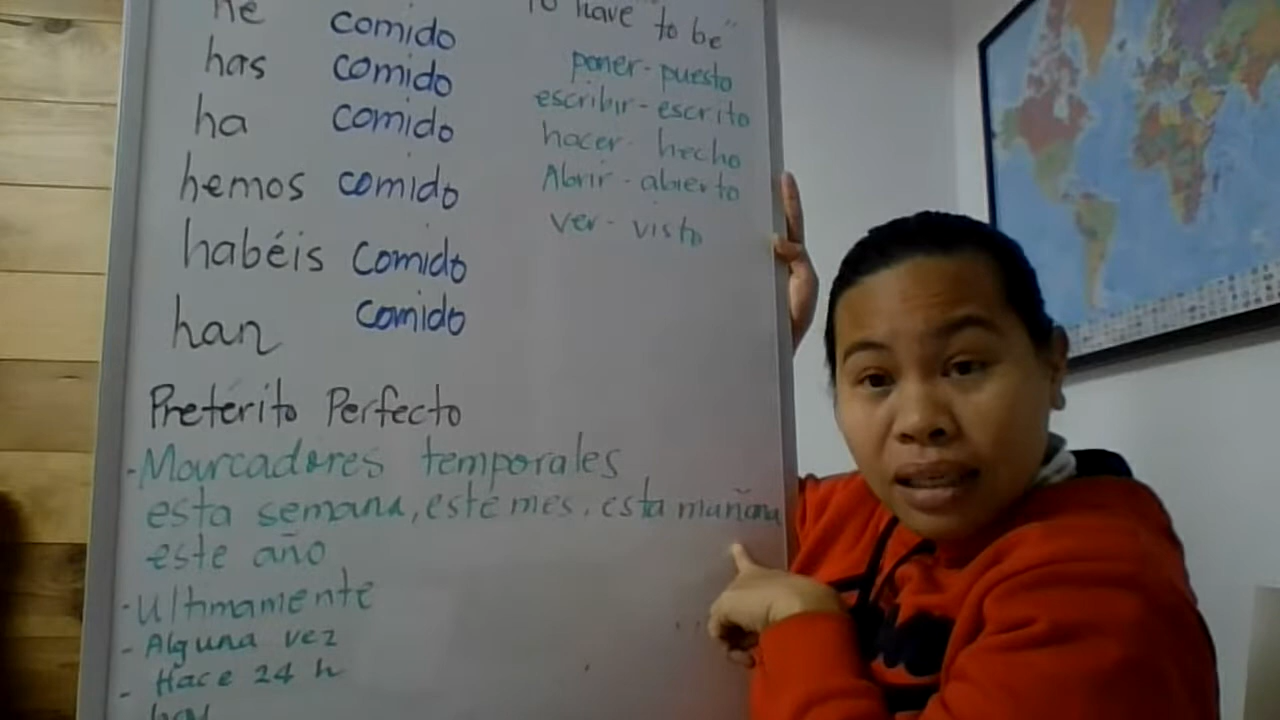 he comido
has comido
ha comido
hemos comido
habéis comido
han comido
Pretérito Perfecto
-Marcadores temporales
esta semana, este mes, esta mañana
este año
-Ultimamente
- Alguna vez
- Hace 24 h
hoy
To have "to be"
poner-puesto
escribir-escrito
hacer- hecho
Abrir -abierto
ver- visto